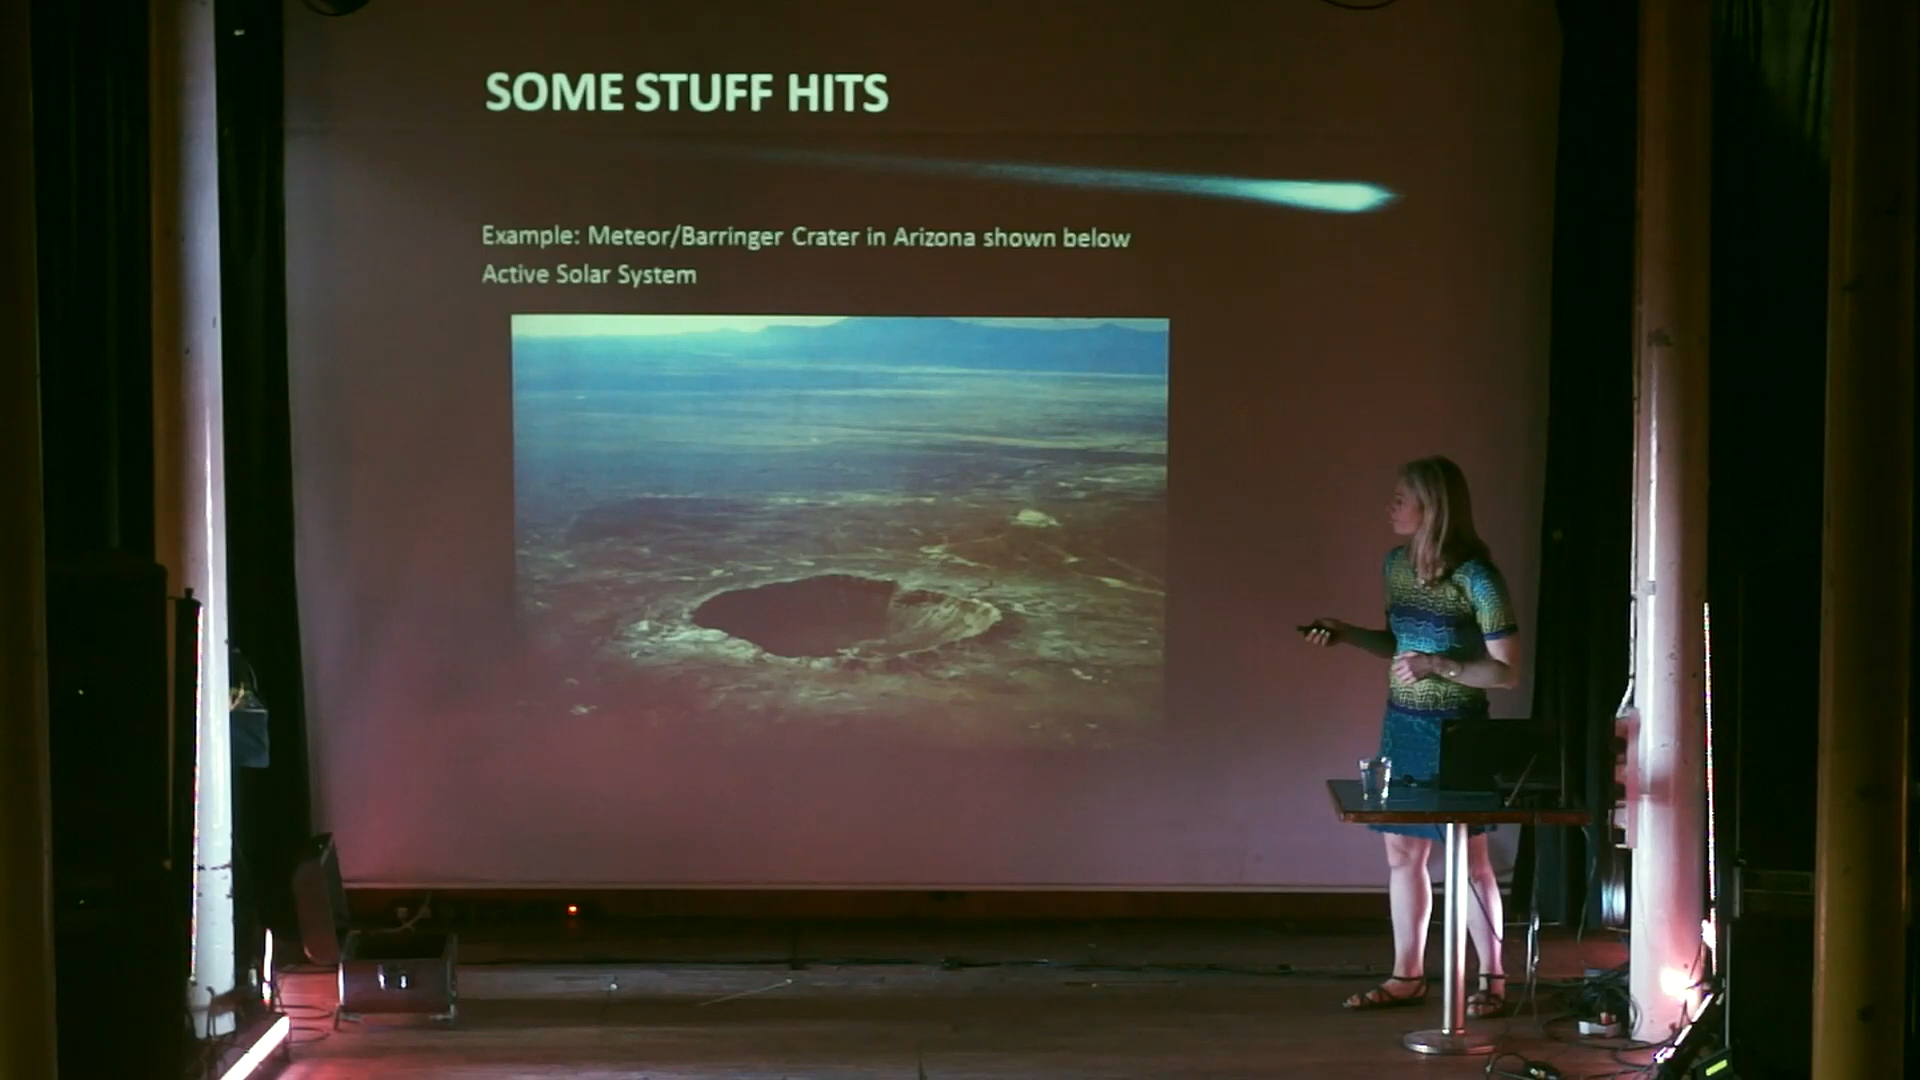 SOME STUFF HITS
Example: Meteor/Barringer Crater in Arizona shown below
Active Solar System